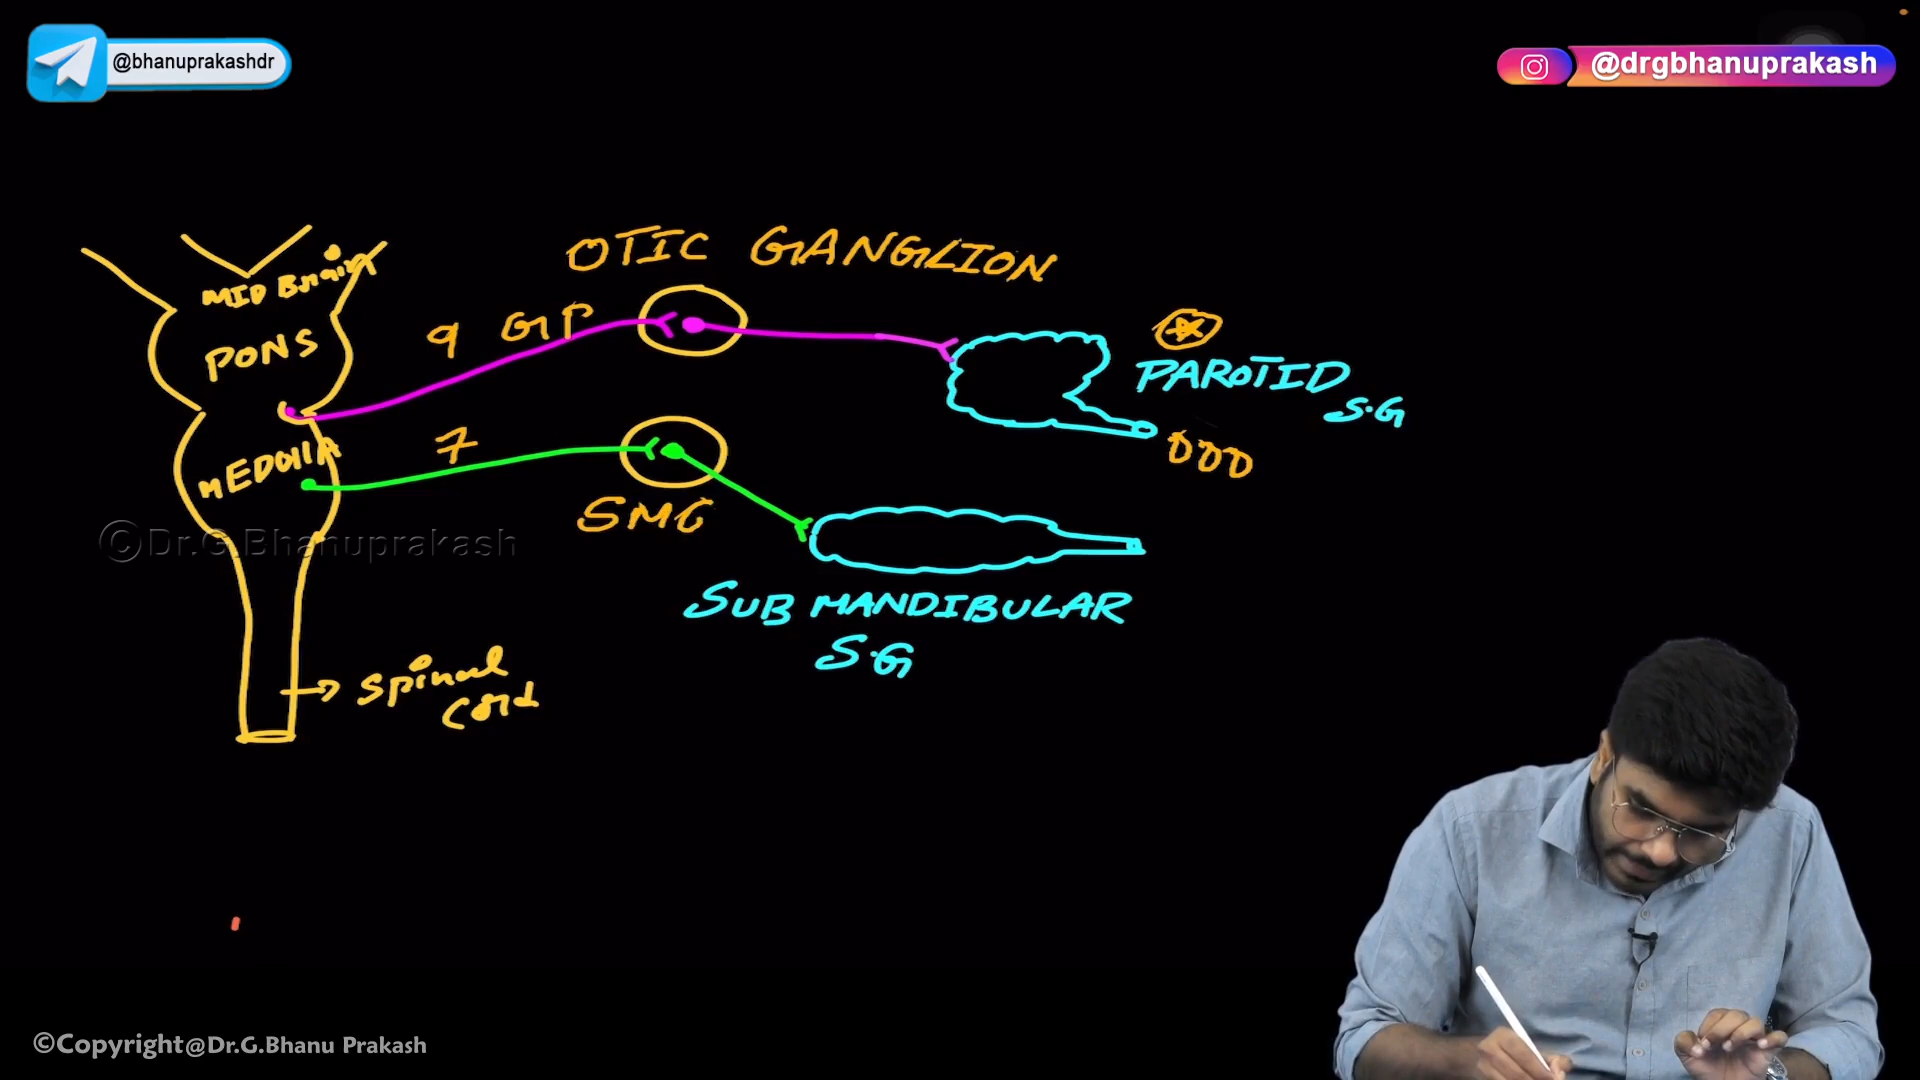 @bhanuprakashdr
@drgbhanuprakash
OTIC GANGLION
MID Brain
9 GP
PONS
PAROTID
S.G
7
MEDULLA
SMG
©Dr.G.Bhanuprakash
SUB MANDIBULAR
S.G
Spinal
Cord
©Copyright@Dr.G.Bhanu Prakash